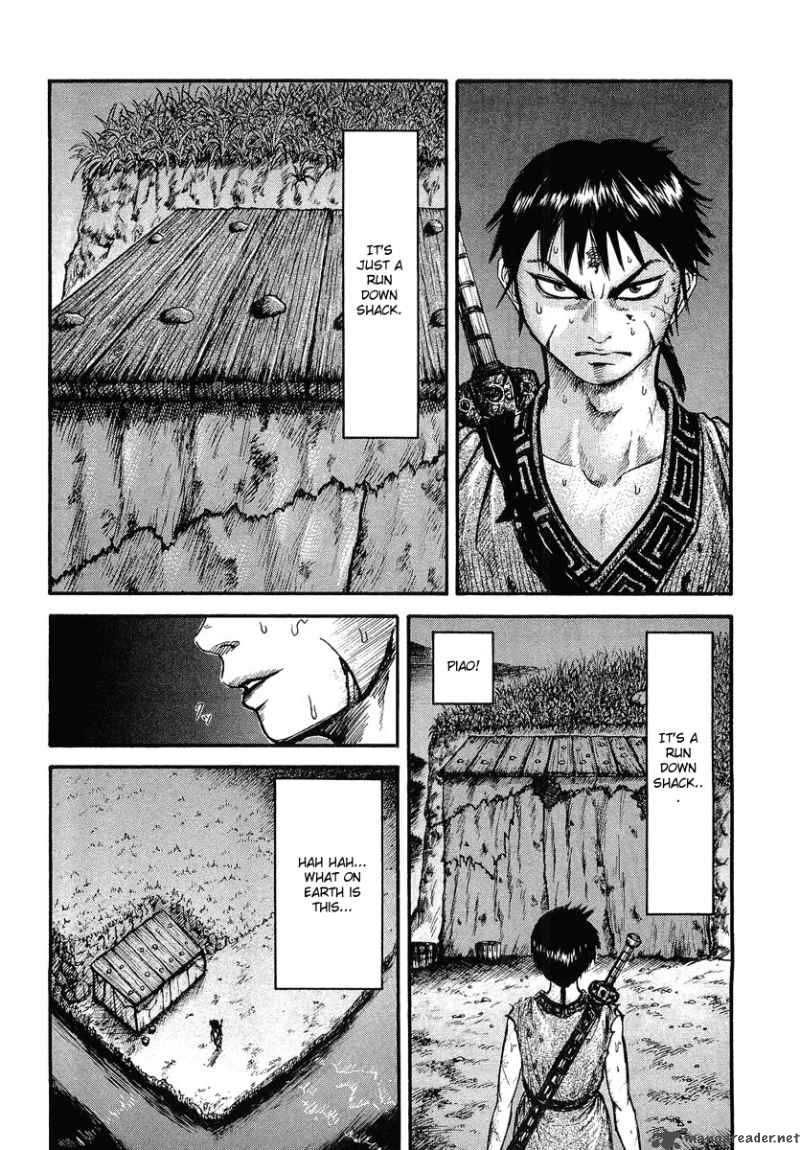 IT'S
JUST A
RUN
DOWN
SHACK.
PIAO!
IT'S A
RUN
DOWN
SHACK..
.
HAH HAH...
WHAT ON
EARTH IS
THIS...
mangareader.net